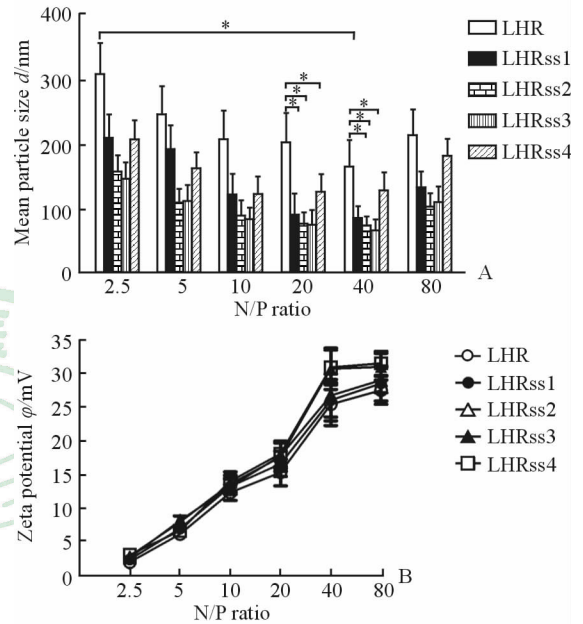 400
300
200
100
0
Mean particle size d/nm
*
*
*
*
*
*
*
2.5 5 10 20 40 80
N/P ratio
A
LHR
LHRss1
LHRss2
LHRss3
LHRss4
35
30
25
20
15
10
5
0
Zeta potential φ/mV
2.5 5 10 20 40 80
N/P ratio
B
LHR
LHRss1
LHRss2
LHRss3
LHRss4